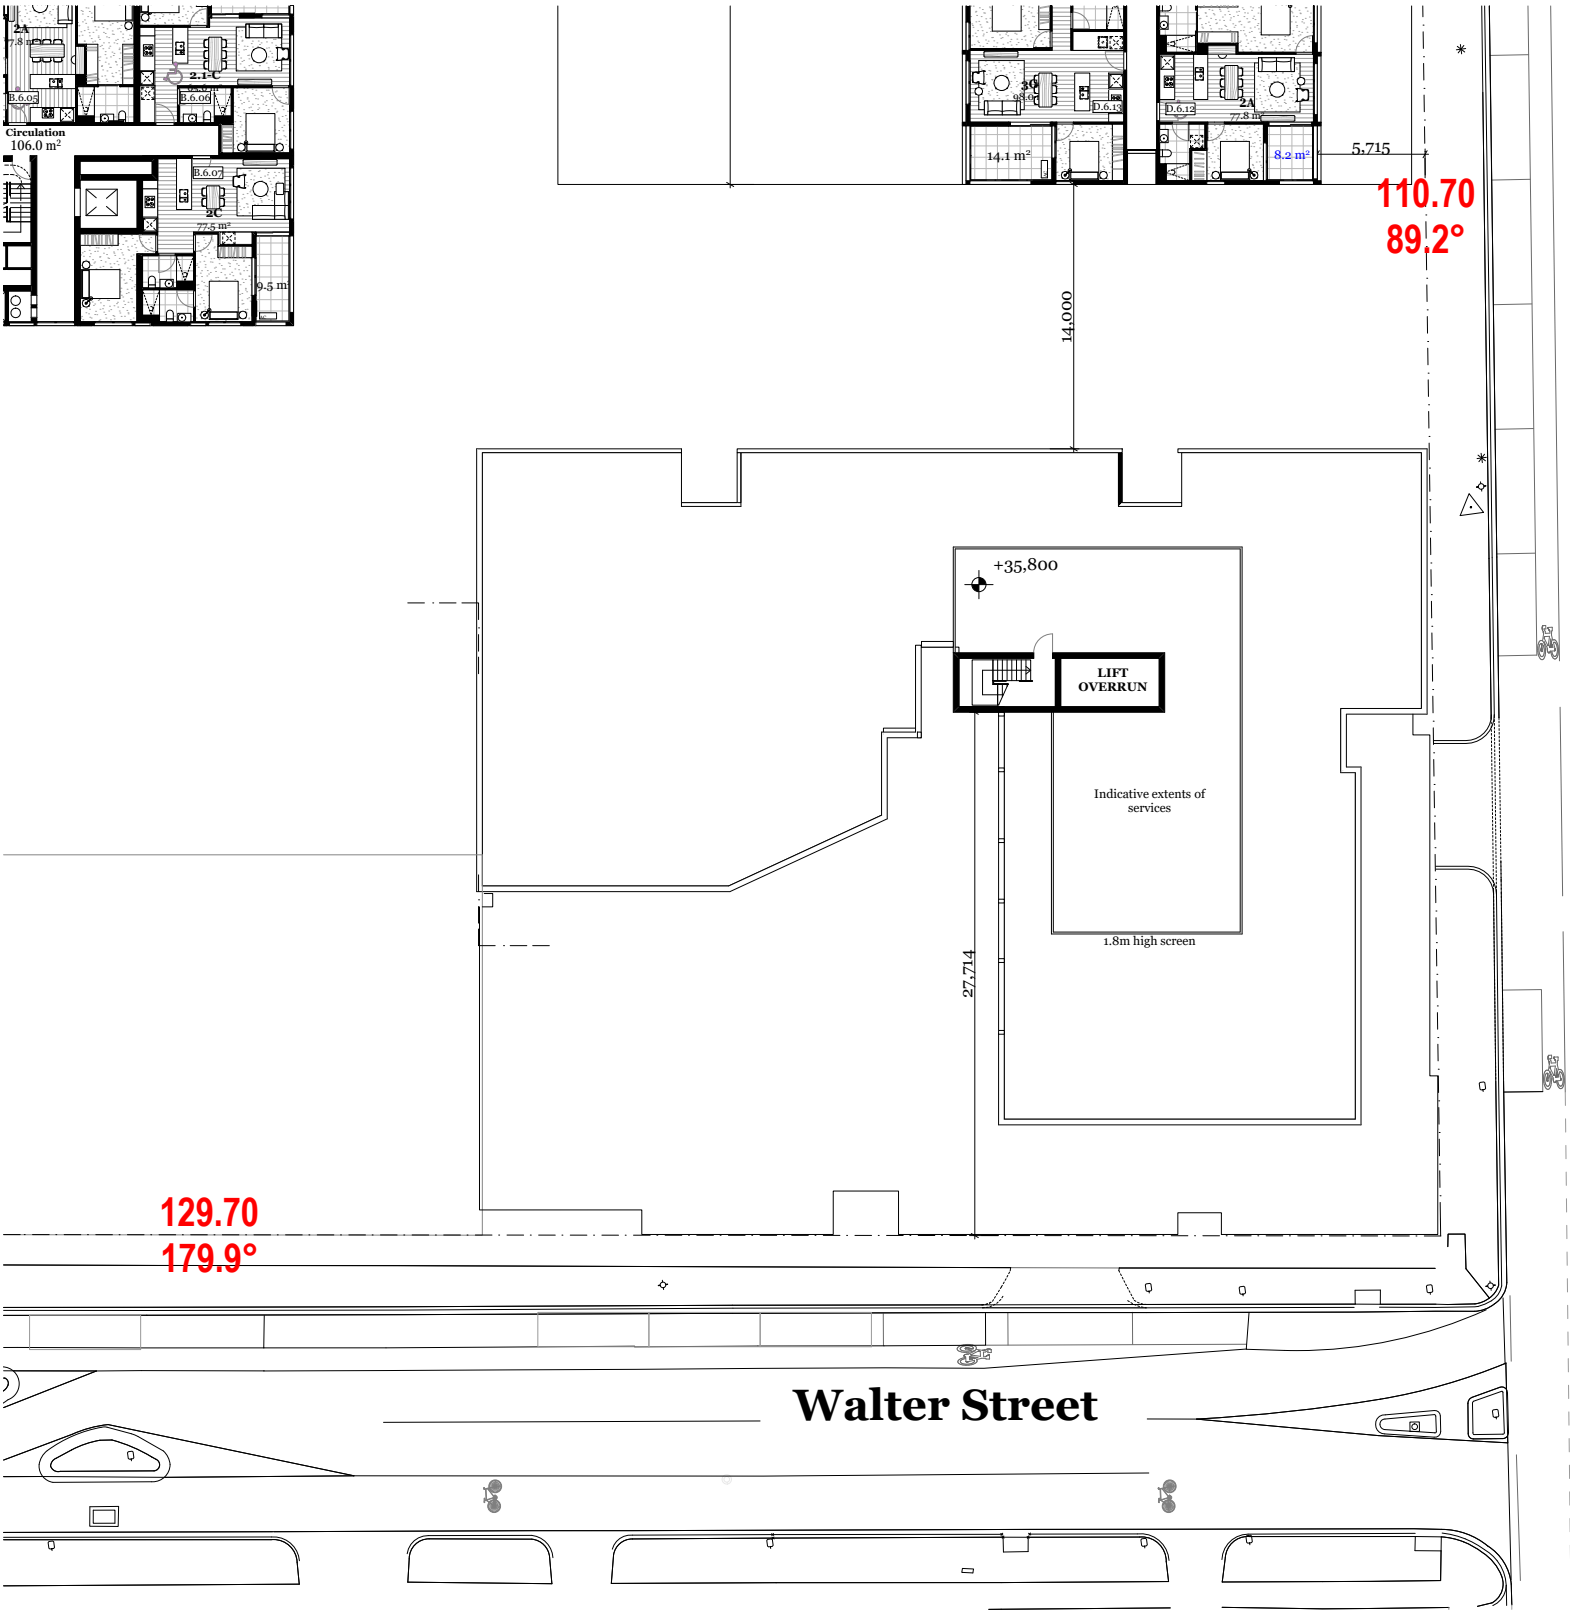 2A
77.8 m
2.1-C
B.6.05
B.6.06
Circulation
106.0 m²
B.6.07
2C
77.5 m²
9.5 m²
D.6.13
D.6.12
2A
77.8 m
14.1 m²
8.2 m²
5,715
110.70
89.2°
14,000
+35,800
LIFT
OVERRUN
Indicative extents of
services
1.8m high screen
27,714
129.70
179.9°
Walter Street